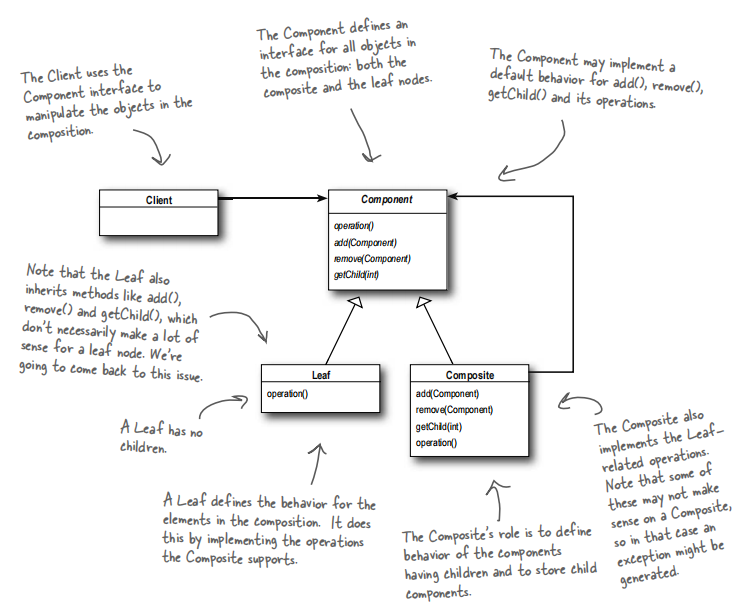 The Client uses the
Component interface to
manipulate the objects in the
composition.
The Component defines an
interface for all objects in
the composition: both the
composite and the leaf nodes.
The Component may implement a
default behavior for add(), remove(),
getChild() and its operations.
Client
Component
operation()
add(Component)
remove(Component)
getChild(int)
Note that the Leaf also
inherits methods like add(),
remove() and getChild(), which
don't necessarily make a lot of
sense for a leaf node. We're
going to come back to this issue.
Leaf
operation()
Composite
add(Component)
remove(Component)
getChild(int)
operation()
A Leaf has no
children.
A Leaf defines the behavior for the
elements in the composition. It does
this by implementing the operations
the Composite supports.
The Composite's role is to define
behavior of the components
having children and to store child
components.
The Composite also
implements the Leaf-
related operations.
Note that some of
these may not make
sense on a Composite,
so in that case an
exception might be
generated.